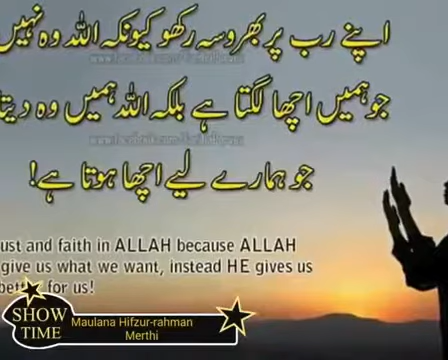 اپنے رب پر بھروسہ رکھو کیونکہ اللہ وہ نہیں
جو ہمیں اچھا لگتا ہے بلکہ اللہ ہمیں وہ دیتا
جو ہمارے لیے اچھا ہوتا ہے!
ust and faith in ALLAH because ALLAH
give us what we want, instead HE gives us
for us!
SHOW
TIME
Maulana Hifzur-rahman
Merthi